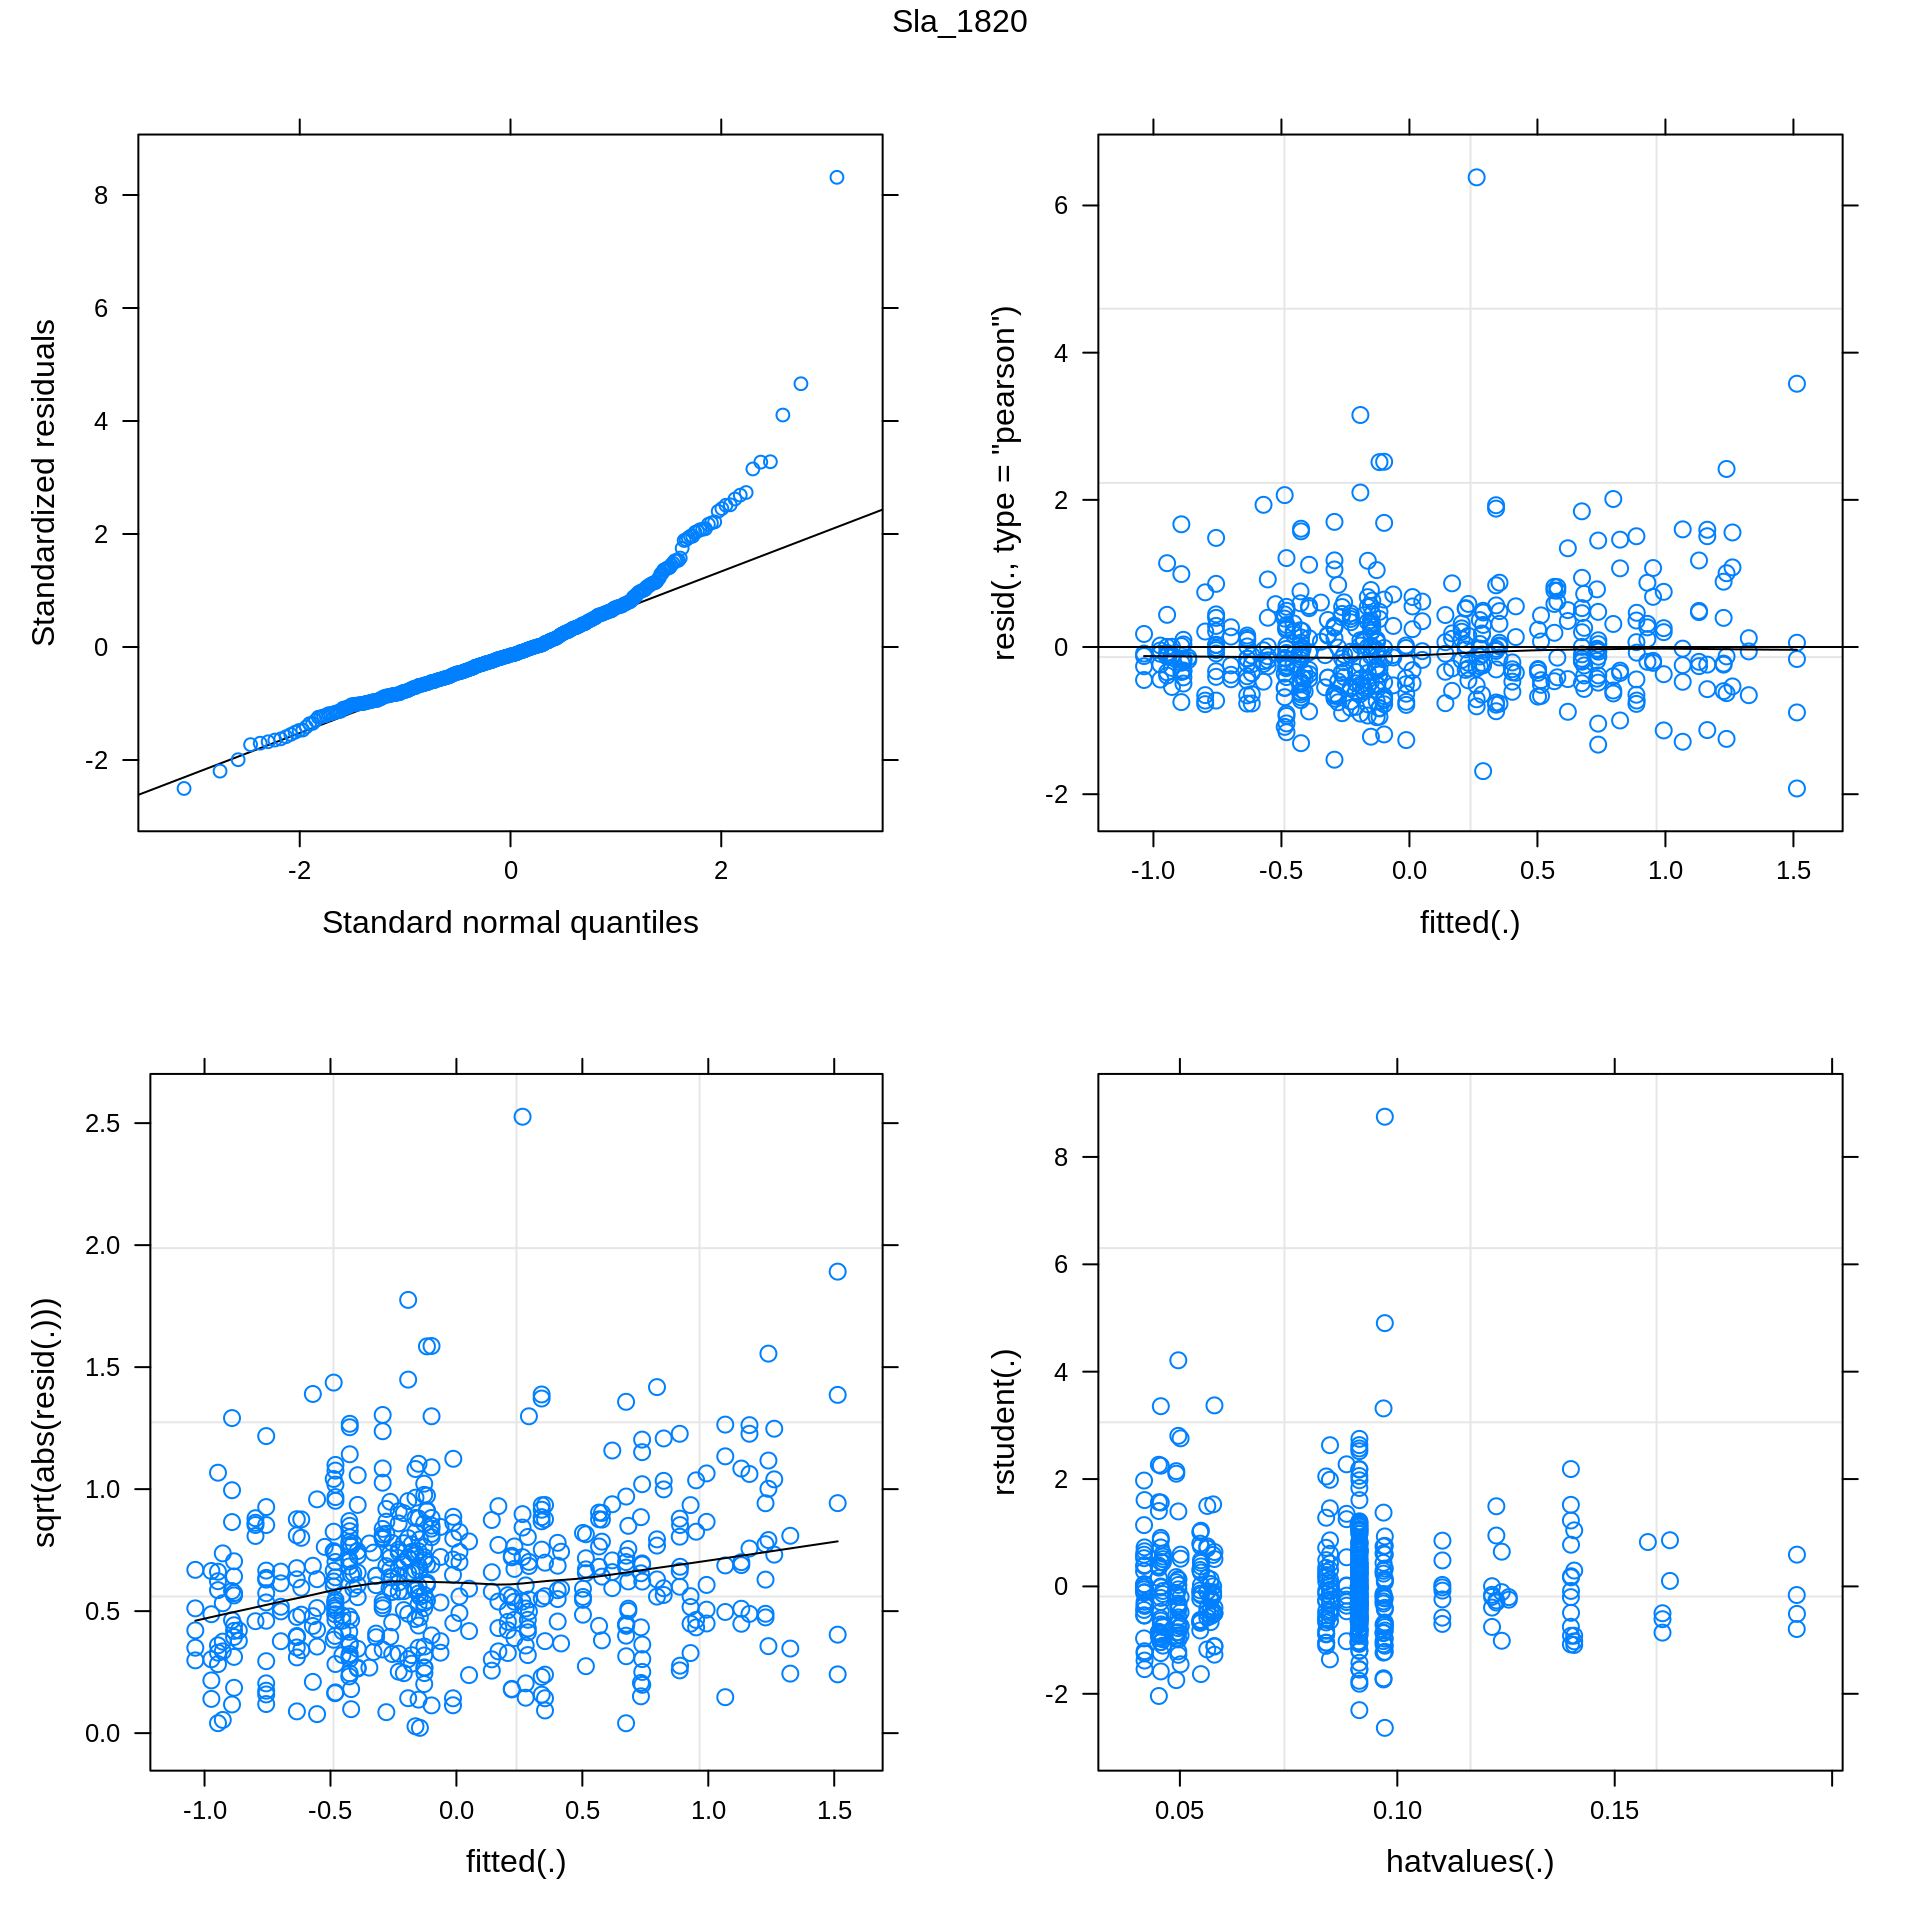 Sla_1820
Standardized residuals
8
6
4
2
0
-2
-2 0 2
Standard normal quantiles
resid(., type = "pearson")
6
4
2
0
-2
-1.0 -0.5 0.0 0.5 1.0 1.5
fitted(.)
sqrt(abs(resid(.)))
2.5
2.0
1.5
1.0
0.5
0.0
-1.0 -0.5 0.0 0.5 1.0 1.5
fitted(.)
rstudent(.)
8
6
4
2
0
-2
0.05 0.10 0.15
hatvalues(.)